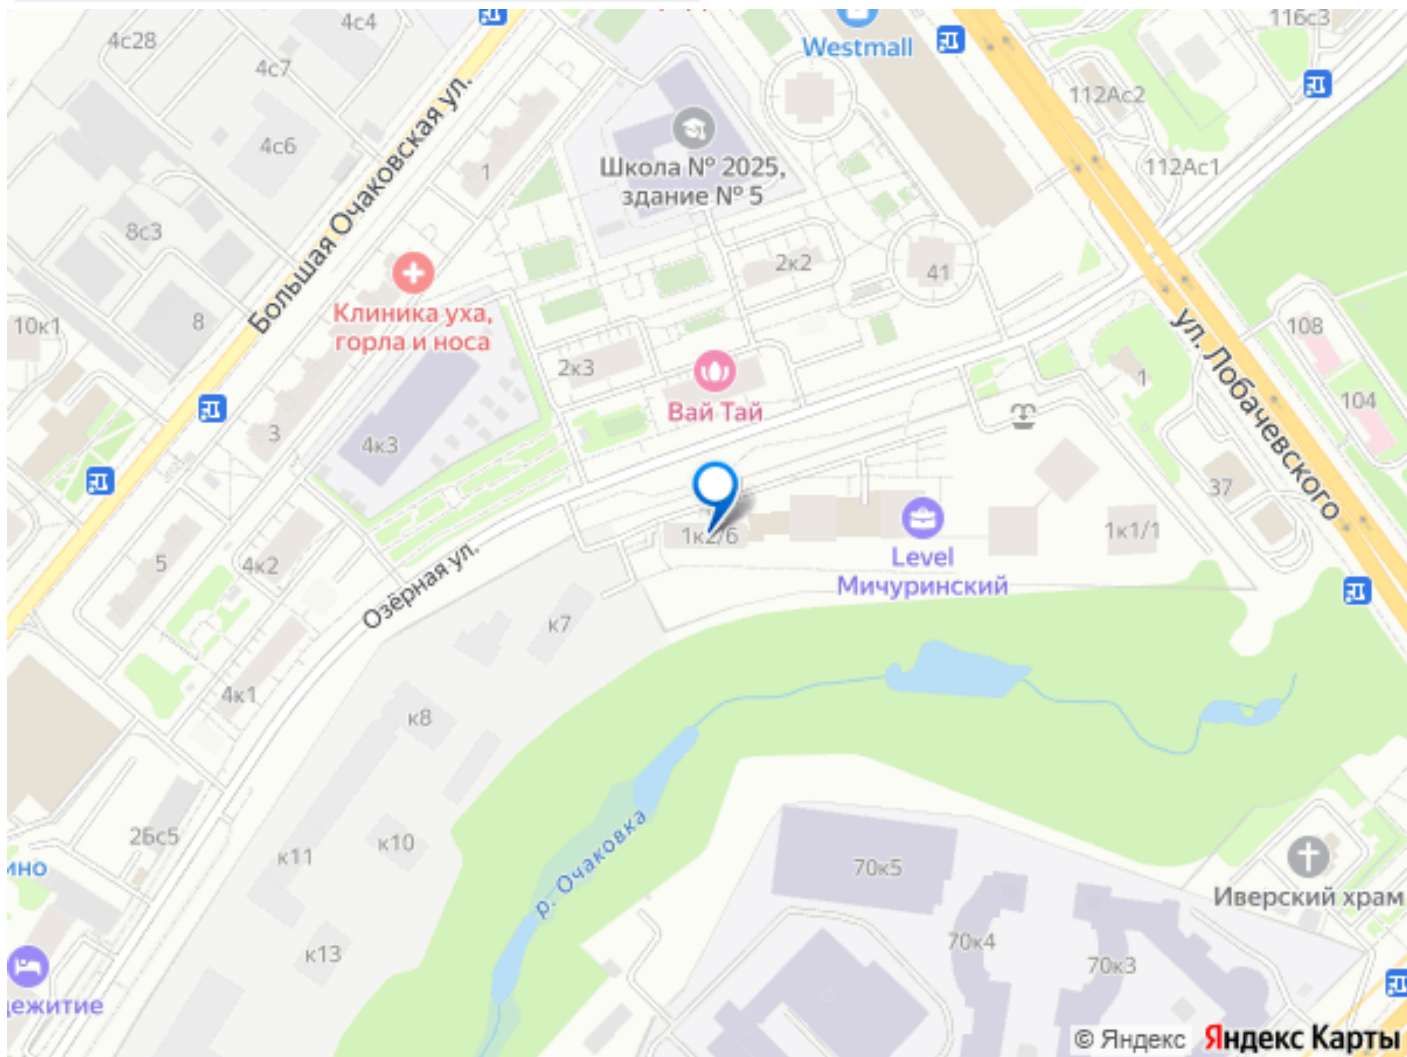 4с28
4с4
4с7
4с6
Westmall
116с3
112Ас2
112Ас1
Школа № 2025,
здание № 5
1
Большая Очаковская ул.
8с3
8
10к1
Клиника уха,
горла и носа
2к2
41
2к3
Вай Тай
ул. Лобачевского
108
104
1
3
4к3
37
1к2/6
1к1/1
Level
Мичуринский
5
4к2
Озёрная ул.
к7
4к1
к8
26с5
к10
к11
р. Очаковка
70к5
Иверский храм
ино
к13
70к4
70к3
дежитие
© Яндекс Яндекс Карты